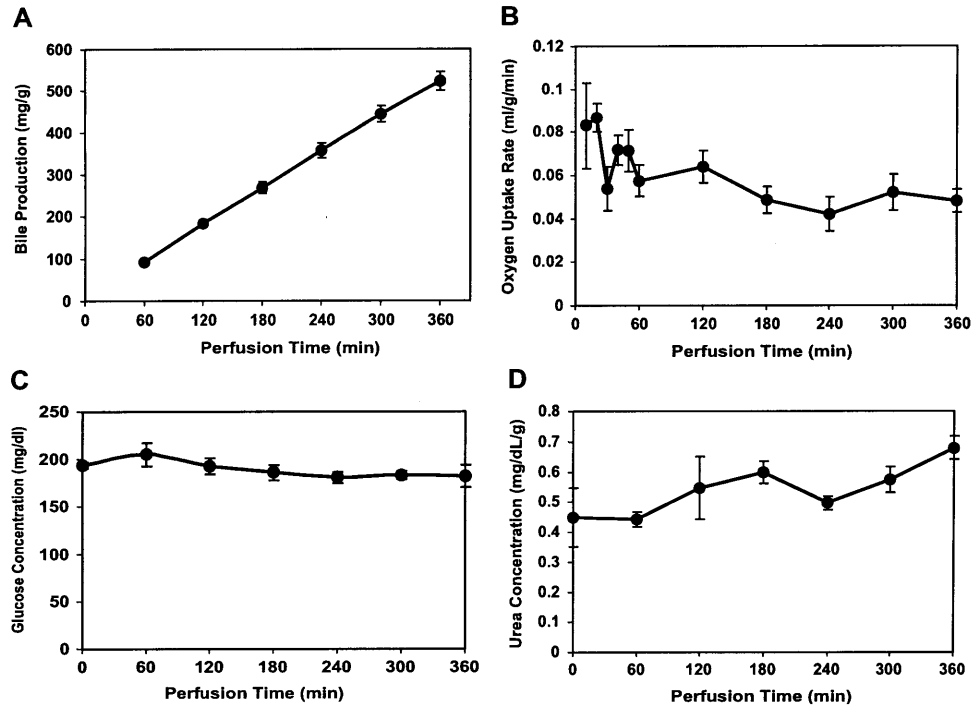 A
Bile Production (mg/g)
600
500
400
300
200
100
0
0 60 120 180 240 300 360
Perfusion Time (min)
B
Oxygen Uptake Rate (ml/g/min)
0.12
0.1
0.08
0.06
0.04
0.02
0
0 60 120 180 240 300 360
Perfusion Time (min)
C
Glucose Concentration (mg/dl)
250
200
150
100
50
0
0 60 120 180 240 300 360
Perfusion Time (min)
D
Urea Concentration (mg/dL/g)
0.8
0.7
0.6
0.5
0.4
0.3
0.2
0.1
0
0 60 120 180 240 300 360
Perfusion Time (min)